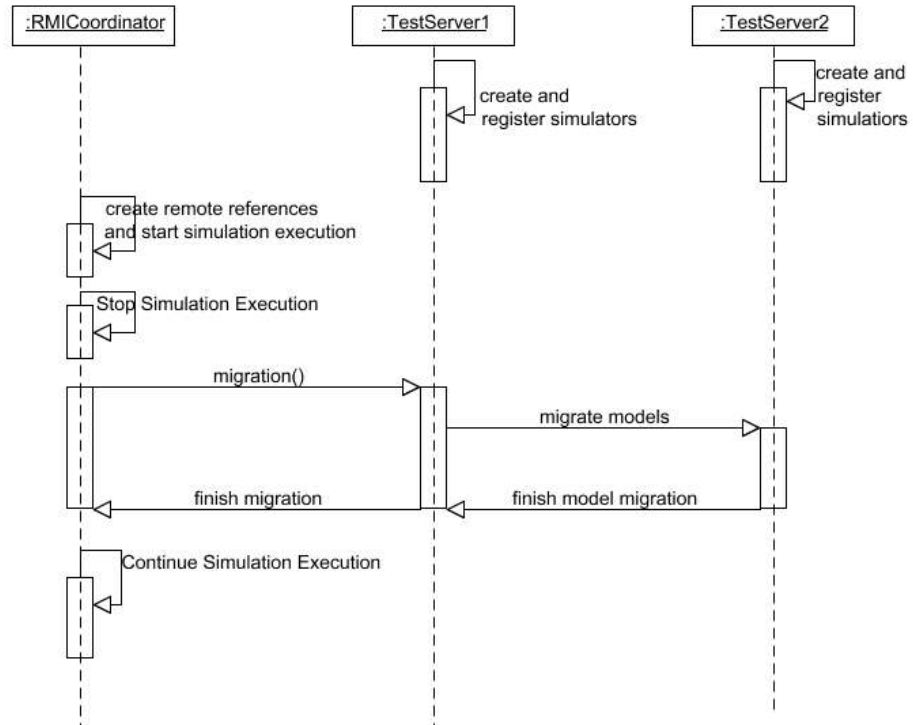 :RMICoordinator
:TestServer1
:TestServer2
create and
register simulators
create and
register
simulatiors
create remote references
and start simulation execution
Stop Simulation Execution
migration()
migrate models
finish migration
finish model migration
Continue Simulation Execution